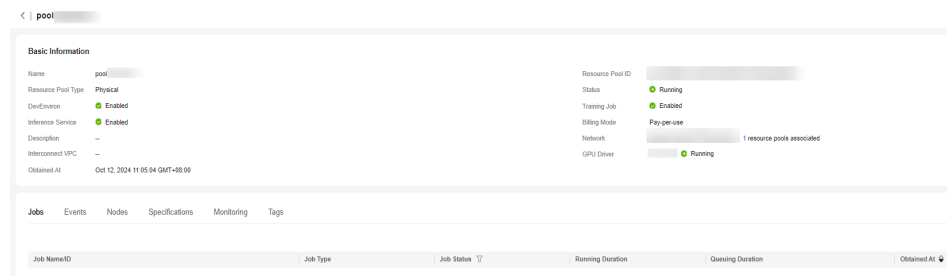 < | pool
Basic Information
Name pool
Resource Pool Type Physical
DevEnviron Enabled
Inference Service Enabled
Description --
Interconnect VPC --
Obtained At Oct 12, 2024 11:05:04 GMT+08:00
Resource Pool ID
Status Running
Training Job Enabled
Billing Mode Pay-per-use
Network 1 resource pools associated
GPU Driver Running
Jobs Events Nodes Specifications Monitoring Tags
Job Name/ID Job Type Job Status Running Duration Queuing Duration Obtained At